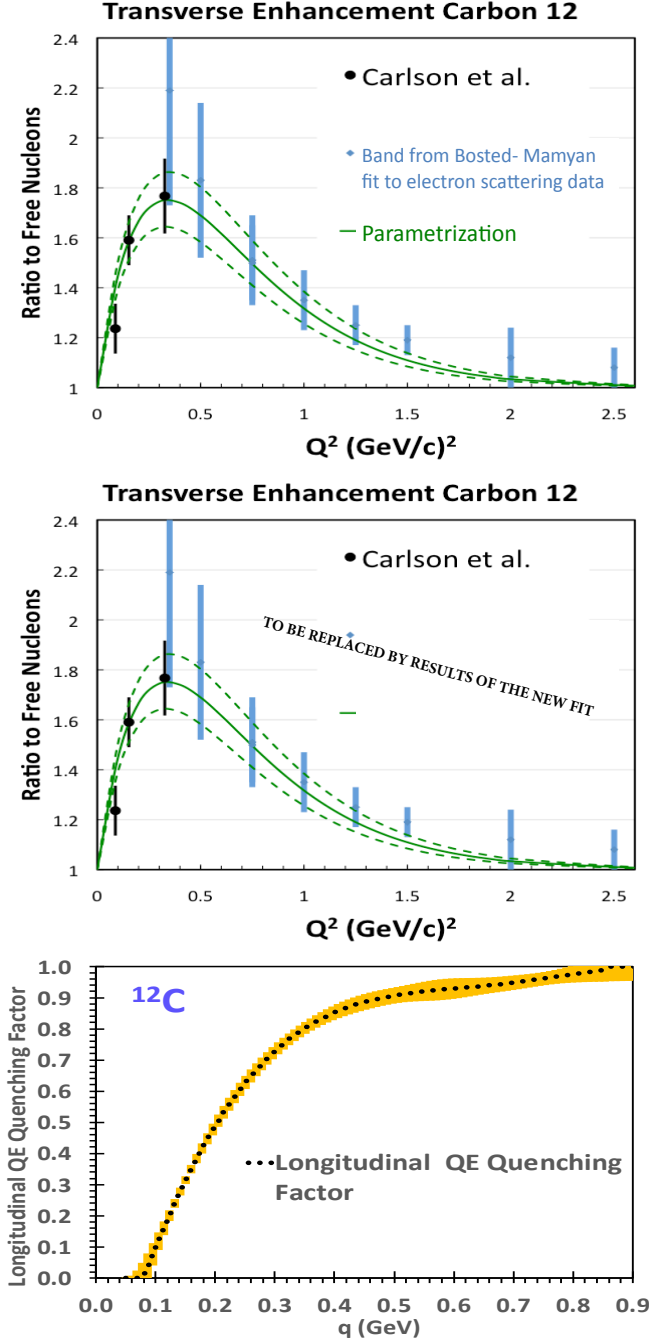 Transverse Enhancement Carbon 12
Ratio to Free Nucleons
2.4
2.2
2
1.8
1.6
1.4
1.2
1
Carlson et al.
Band from Bosted- Mamyan
fit to electron scattering data
Parametrization
0 0.5 1 1.5 2 2.5
Q² (GeV/c)²
Transverse Enhancement Carbon 12
Ratio to Free Nucleons
2.4
2.2
2
1.8
1.6
1.4
1.2
1
Carlson et al.
TO BE REPLACED BY RESULTS OF THE NEW FIT
0 0.5 1 1.5 2 2.5
Q² (GeV/c)²
Longitudinal QE Quenching Factor
1.0
0.9
0.8
0.7
0.6
0.5
0.4
0.3
0.2
0.1
0.0
¹²C
Longitudinal QE Quenching
Factor
0.0 0.1 0.2 0.3 0.4 0.5 0.6 0.7 0.8 0.9
q (GeV)